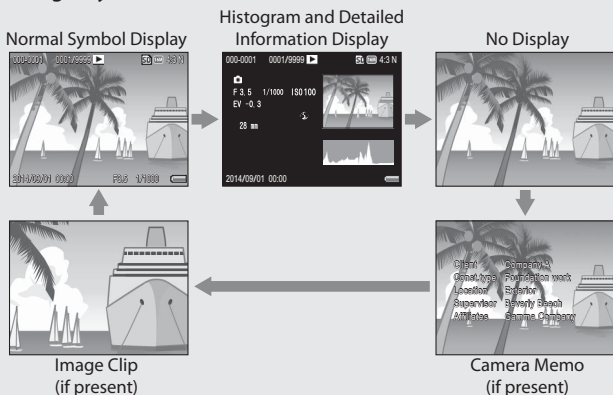 Histogram and Detailed
Information Display
Normal Symbol Display
No Display
000-0001 0001/9999 4:3 N
2014/09/01 00:00 F3.5 1/1000
000-0001 0001/9999 4:3 N
F 3.5 1/1000 ISO100
EV -0.3
28 mm
2014/09/01 00:00
Client Company A
Const.type Foundation work
Location Exterior
Supervisor Beverly Beach
Affiliates Gamma Company
Image Clip
(if present)
Camera Memo
(if present)